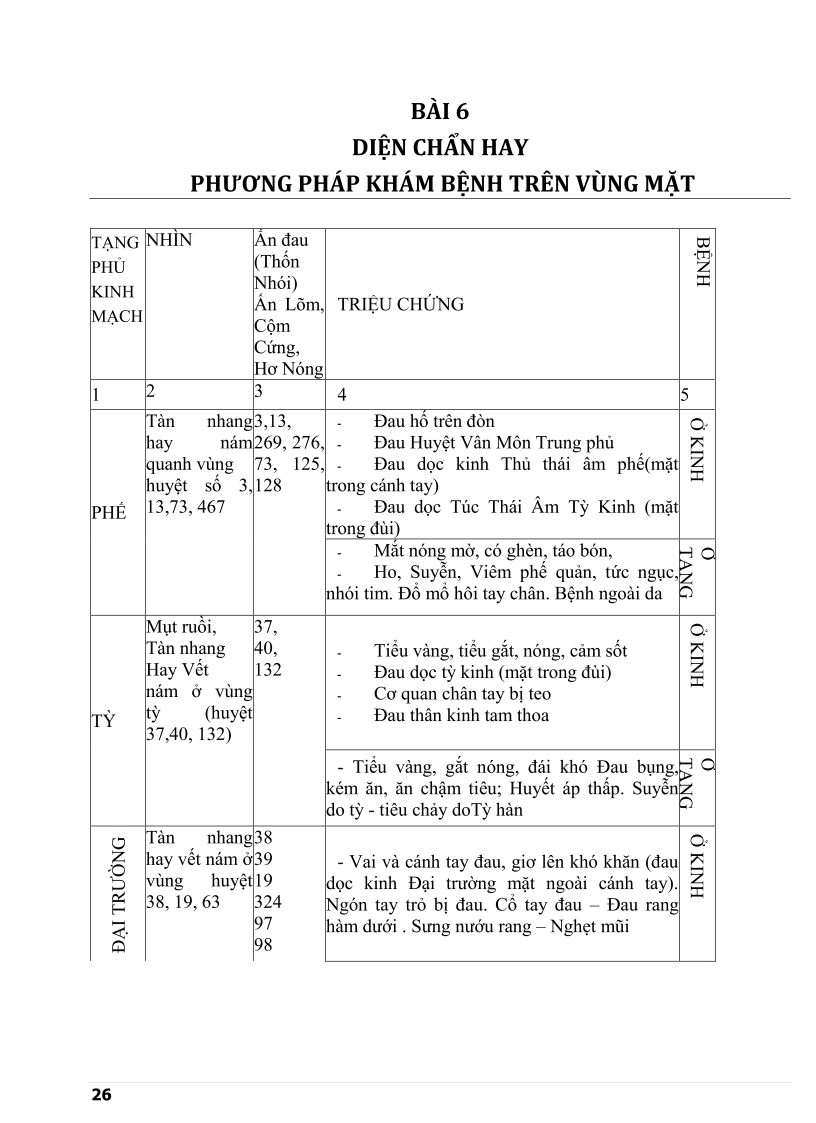 BÀI 6
DIỆN CHẨN HAY
PHƯƠNG PHÁP KHÁM BỆNH TRÊN VÙNG MẶT
TẠNG
PHỦ
KINH
MẠCH
NHÌN
Ấn đau
(Thốn
Nhói)
Ấn Lõm,
Cộm
Cứng,
Hơ Nóng
TRIỆU CHỨNG
BỆNH
1
2
3
4
5
PHẾ
Tàn nhang
hay nám
quanh vùng
huyệt số 3,
13,73, 467
3,13,
269, 276,
73, 125,
128
- Đau hố trên đòn
- Đau Huyệt Vân Môn Trung phủ
- Đau dọc kinh Thủ thái âm phế(mặt
trong cánh tay)
- Đau dọc Túc Thái Âm Tỳ Kinh (mặt
trong đùi)
Ở KINH
- Mắt nóng mờ, có ghèn, táo bón,
- Ho, Suyễn, Viêm phế quản, tức ngục,
nhói tim. Đổ mổ hôi tay chân. Bệnh ngoài da
Ở
TẠNG
TỲ
Mụt ruồi,
Tàn nhang
Hay Vết
nám ở vùng
tỳ (huyệt
37,40, 132)
37,
40,
132
- Tiểu vàng, tiểu gắt, nóng, cảm sốt
- Đau dọc tỳ kinh (mặt trong đùi)
- Cơ quan chân tay bị teo
- Đau thân kinh tam thoa
Ở KINH
- Tiểu vàng, gắt nóng, đái khó Đau bụng,
kém ăn, ăn chậm tiêu; Huyết áp thấp. Suyễn
do tỳ - tiêu chảy doTỳ hàn
Ở
TẠNG
ĐẠI TRƯỜNG
Tàn nhang
hay vết nám ở
vùng huyệt
38, 19, 63
38
39
19
324
97
98
- Vai và cánh tay đau, giơ lên khó khăn (đau
dọc kinh Đại trường mặt ngoài cánh tay).
Ngón tay trỏ bị đau. Cổ tay đau – Đau rang
hàm dưới . Sưng nướu rang – Nghẹt mũi
Ở KINH
26